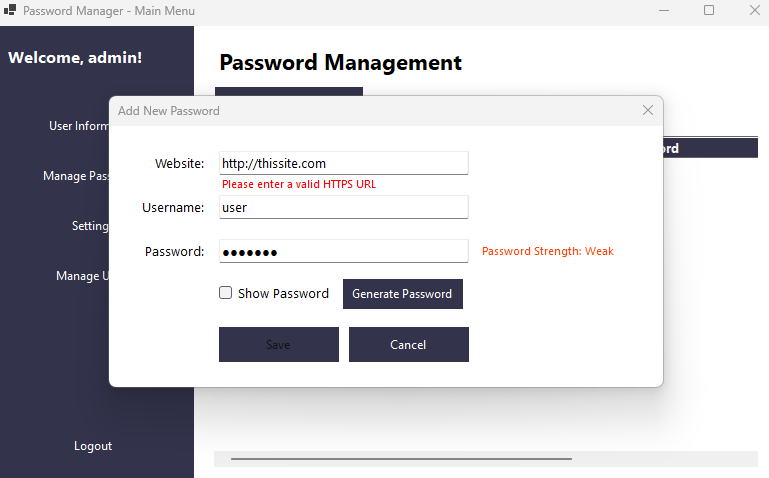 Password Manager - Main Menu
Welcome, admin!
Password Management
User Inform
Manage Pass
Setting
Manage U
Logout
ord
Add New Password
Website:
http://thissite.com
Please enter a valid HTTPS URL
Username:
user
Password:
●●●●●●●
Password Strength: Weak
Show Password
Generate Password
Save
Cancel